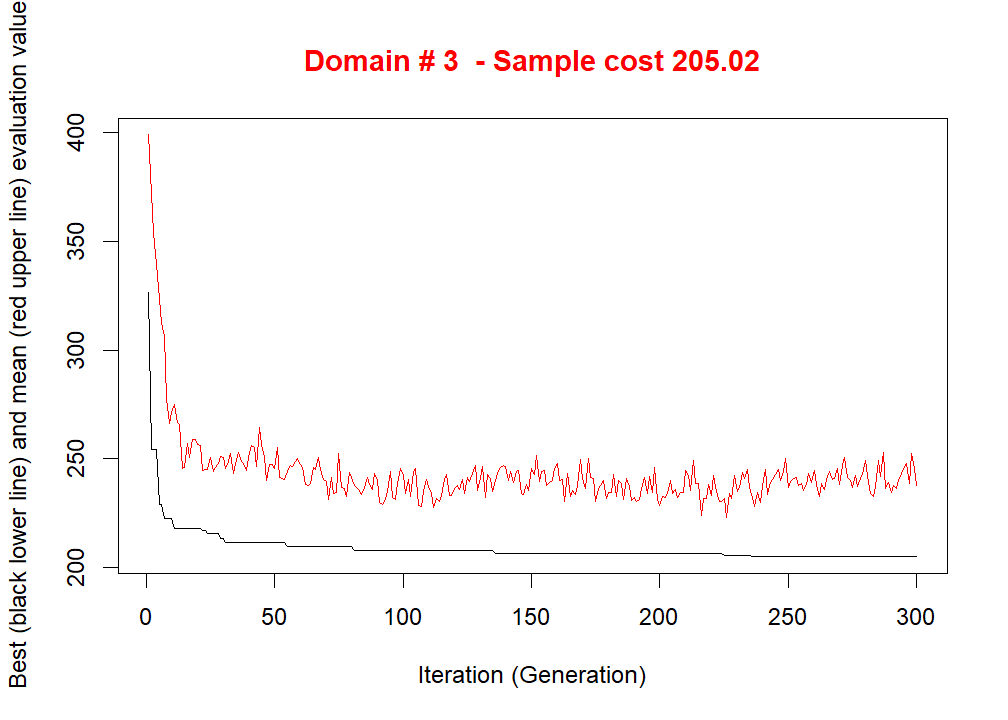 Domain # 3  - Sample cost 205.02
Best (black lower line) and mean (red upper line) evaluation value
400
350
300
250
200
0 50 100 150 200 250 300
Iteration (Generation)